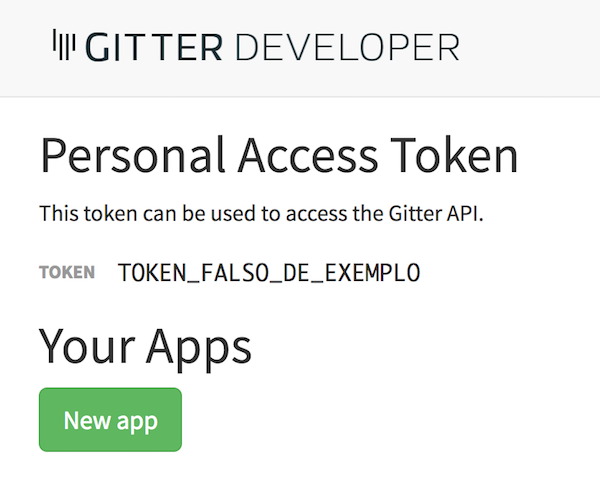 GITTER DEVELOPER
Personal Access Token
This token can be used to access the Gitter API.
TOKEN TOKEN_FALSO_DE_EXEMPLO
Your Apps
New app